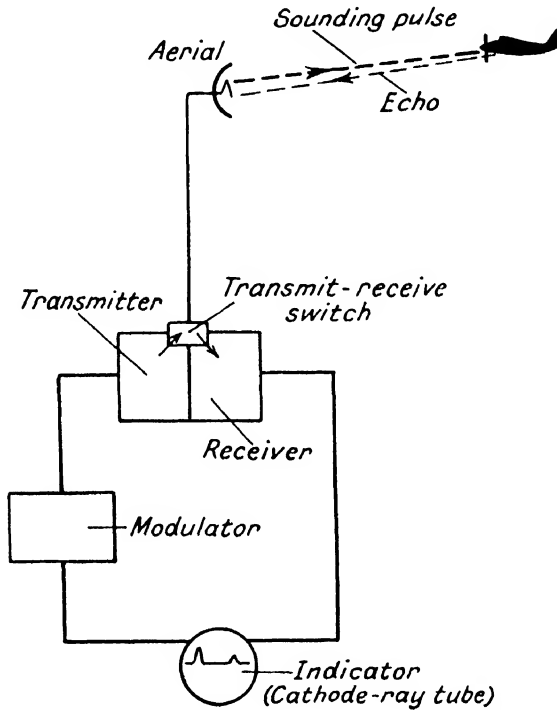 Sounding pulse
Aerial
Echo
Transmitter
Transmit-receive
switch
Receiver
Modulator
Indicator
(Cathode-ray tube)